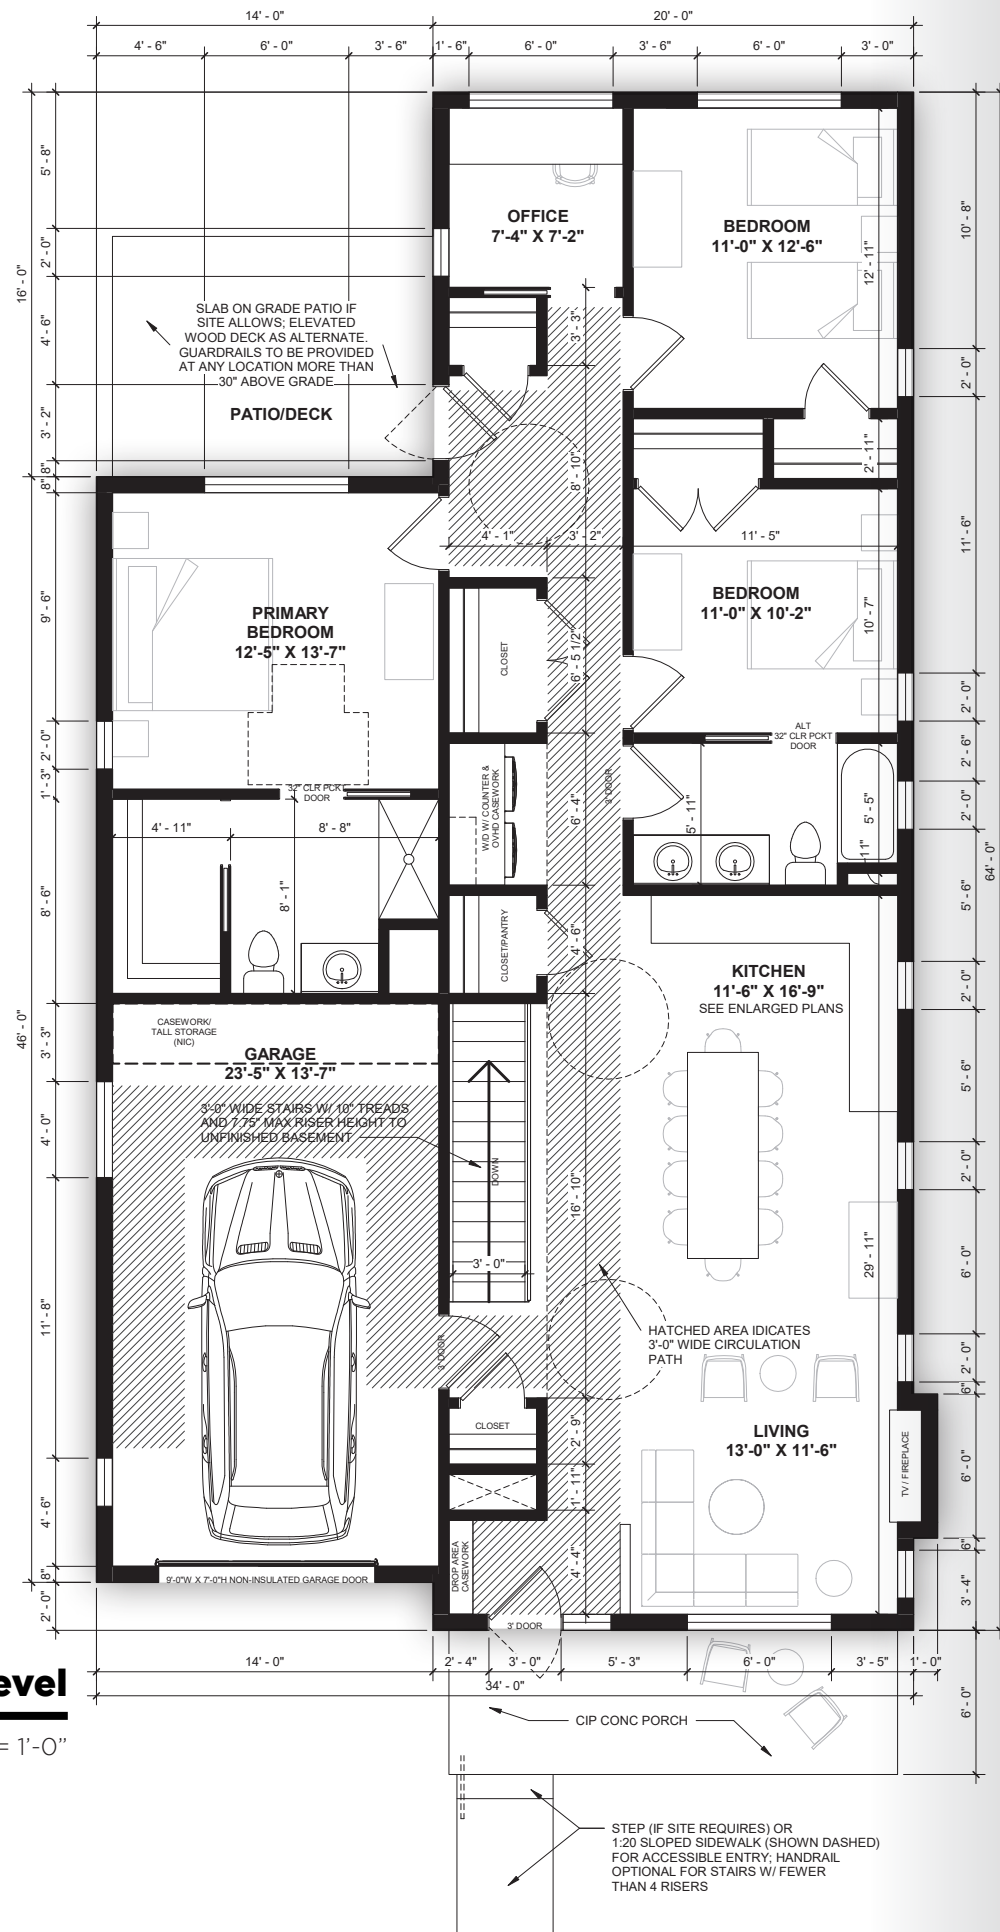 14' - 0"
20' - 0"
4' - 6"
6' - 0"
3' - 6"
1' - 6"
6' - 0"
3' - 6"
6' - 0"
3' - 0"
5' - 8"
2' - 0"
16' - 0"
4' - 6"
3' - 2"
8"
8"
OFFICE
7'-4" X 7'-2"
BEDROOM
11'-0" X 12'-6"
12' - 11"
10' - 8"
3' - 3"
2' - 0"
SLAB ON GRADE PATIO IF
SITE ALLOWS; ELEVATED
WOOD DECK AS ALTERNATE.
GUARDRAILS TO BE PROVIDED
AT ANY LOCATION MORE THAN
30" ABOVE GRADE
PATIO/DECK
2' - 11"
8' - 10"
4' - 1"
3' - 2"
11' - 5"
11' - 6"
9' - 6"
PRIMARY
BEDROOM
12'-5" X 13'-7"
BEDROOM
11'-0" X 10'-2"
10' - 7"
CLOSET
6' - 5 1/2"
2' - 0"
ALT
32" CLR PCKT
DOOR
2' - 0"
1' - 3"
32" CLR PCKT
DOOR
W/D W/ COUNTER &
OVHD CASEWORK
3' DOOR
6' - 4"
5' - 11"
5' - 5"
11"
2' - 6"
2' - 0"
64' - 0"
4' - 11"
8' - 8"
8' - 1"
8' - 6"
CLOSET/PANTRY
4' - 6"
5' - 6"
KITCHEN
11'-6" X 16'-9"
SEE ENLARGED PLANS
2' - 0"
46' - 0"
3' - 3"
CASEWORK/
TALL STORAGE
(NIC)
GARAGE
23'-5" X 13'-7"
5' - 6"
3'-0" WIDE STAIRS W/ 10" TREADS
AND 7.75" MAX RISER HEIGHT TO
UNFINISHED BASEMENT
4' - 0"
DOWN
16' - 10"
2' - 0"
29' - 11"
6' - 0"
3' - 0"
11' - 8"
HATCHED AREA IDICATES
3'-0" WIDE CIRCULATION
PATH
3' DOOR
2' - 0"
6"
CLOSET
2' - 9"
LIVING
13'-0" X 11'-6"
TV / FIREPLACE
6' - 0"
1' - 11"
4' - 6"
6"
DROP AREA
CASEWORK
4' - 4"
3' - 4"
8"
2' - 0"
9'-0"W X 7'-0"H NON-INSULATED GARAGE DOOR
3' DOOR
14' - 0"
2' - 4"
3' - 0"
5' - 3"
6' - 0"
3' - 5"
1' - 0"
34' - 0"
6' - 0"
evel
= 1'-0"
CIP CONC PORCH
STEP (IF SITE REQUIRES) OR
1:20 SLOPED SIDEWALK (SHOWN DASHED)
FOR ACCESSIBLE ENTRY; HANDRAIL
OPTIONAL FOR STAIRS W/ FEWER
THAN 4 RISERS